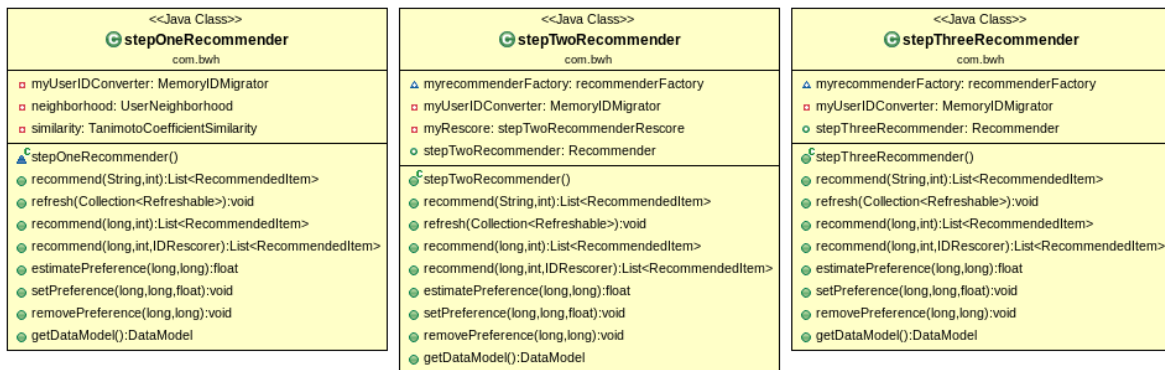 <<Java Class>>
stepOneRecommender
com.bwh
myUserIDConverter: MemoryIDMigrator
neighborhood: UserNeighborhood
similarity: TanimotoCoefficientSimilarity
stepOneRecommender()
recommend(String,int):List<RecommendedItem>
refresh(Collection<Refreshable>):void
recommend(long,int):List<RecommendedItem>
recommend(long,int,IDRescorer):List<RecommendedItem>
estimatePreference(long,long):float
setPreference(long,long,float):void
removePreference(long,long):void
getDataModel():DataModel
<<Java Class>>
stepTwoRecommender
com.bwh
myrecommenderFactory: recommenderFactory
myUserIDConverter: MemoryIDMigrator
myRescore: stepTwoRecommenderRescore
stepTwoRecommender: Recommender
stepTwoRecommender()
recommend(String,int):List<RecommendedItem>
refresh(Collection<Refreshable>):void
recommend(long,int):List<RecommendedItem>
recommend(long,int,IDRescorer):List<RecommendedItem>
estimatePreference(long,long):float
setPreference(long,long,float):void
removePreference(long,long):void
getDataModel():DataModel
<<Java Class>>
stepThreeRecommender
com.bwh
myrecommenderFactory: recommenderFactory
myUserIDConverter: MemoryIDMigrator
stepThreeRecommender: Recommender
stepThreeRecommender()
recommend(String,int):List<RecommendedItem>
refresh(Collection<Refreshable>):void
recommend(long,int):List<RecommendedItem>
recommend(long,int,IDRescorer):List<RecommendedItem>
estimatePreference(long,long):float
setPreference(long,long,float):void
removePreference(long,long):void
getDataModel():DataModel